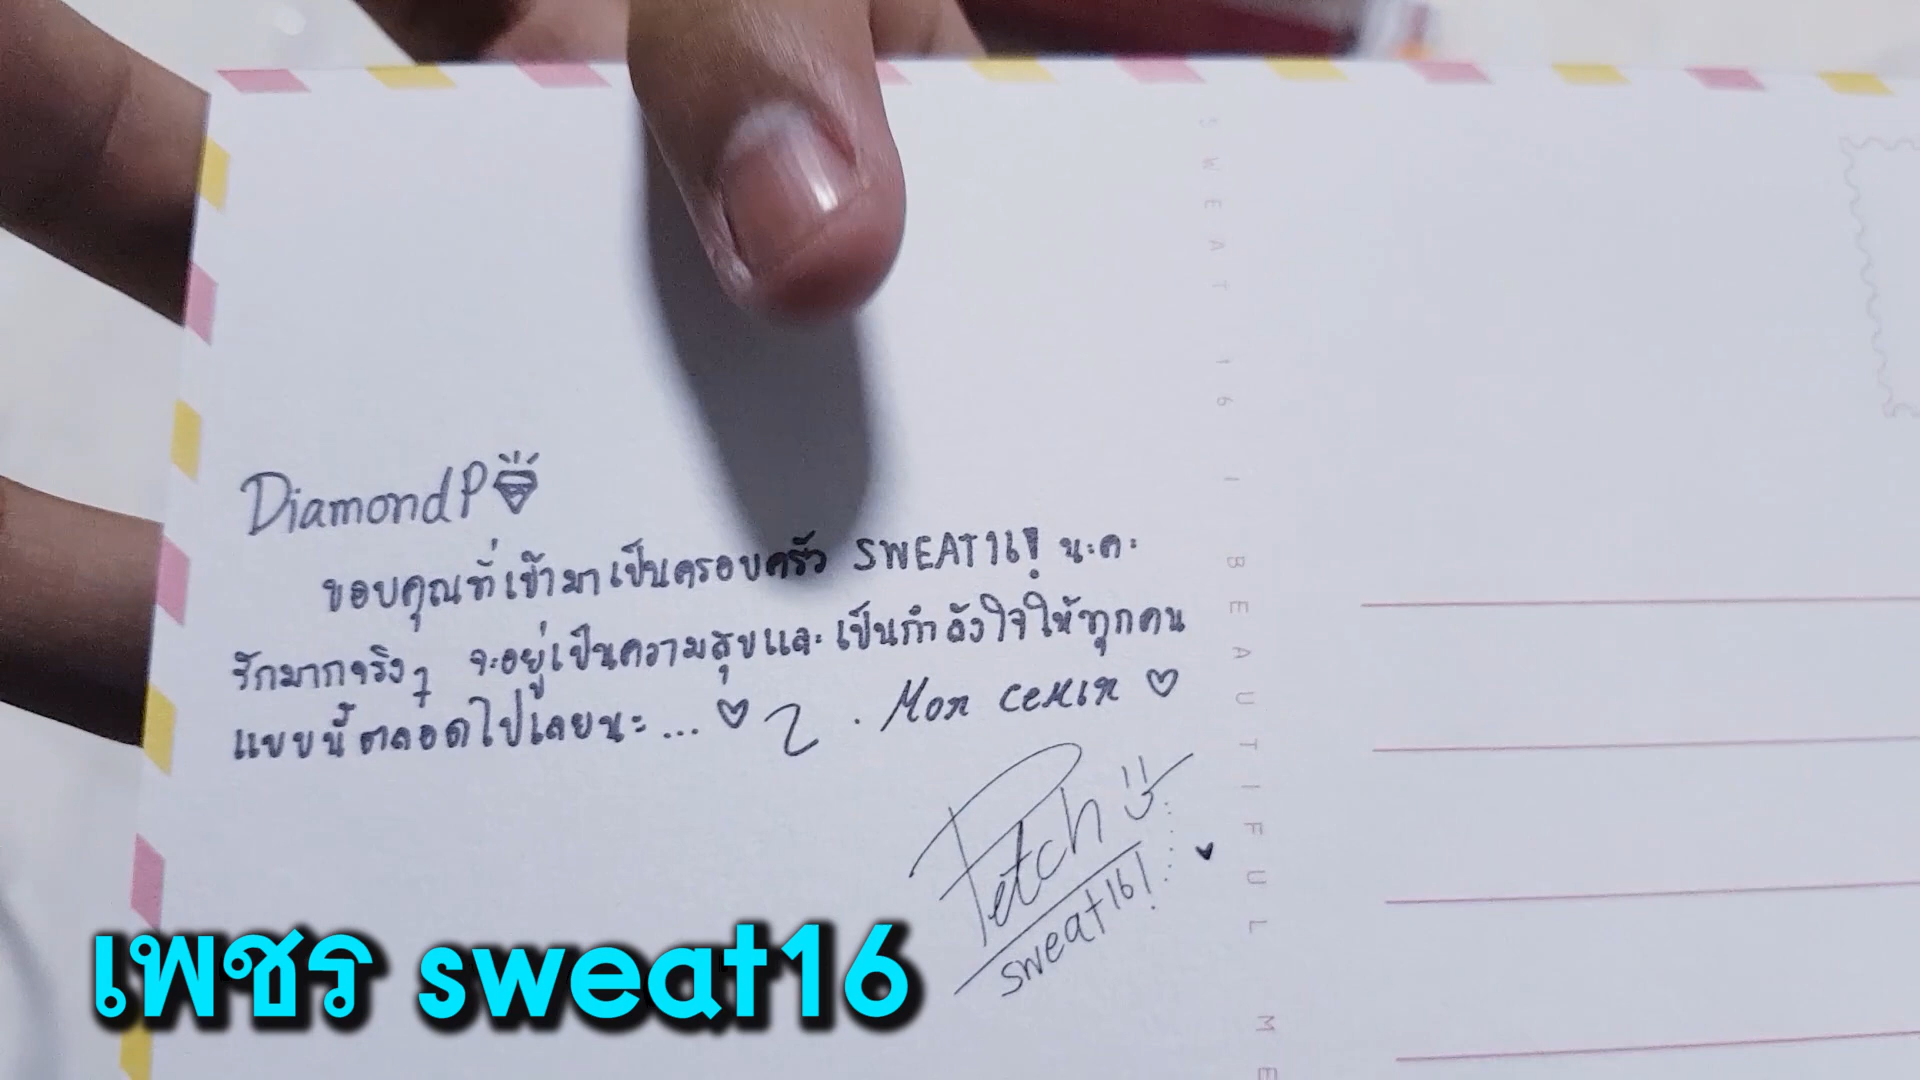 DiamondP
ขอบคุณที่เข้ามาเป็นครอบครัว SWEAT16! นะคะ
รักมากจริงๆ จะอยู่เป็นความสุขและเป็นกำลังใจให้ทุกคน
แบบนี้ตลอดไปเลยนะ... ♡ . Моя семья ♡
Petch
sweat16!
SWEAT16! BEAUTIFUL ME
เพชร sweat16